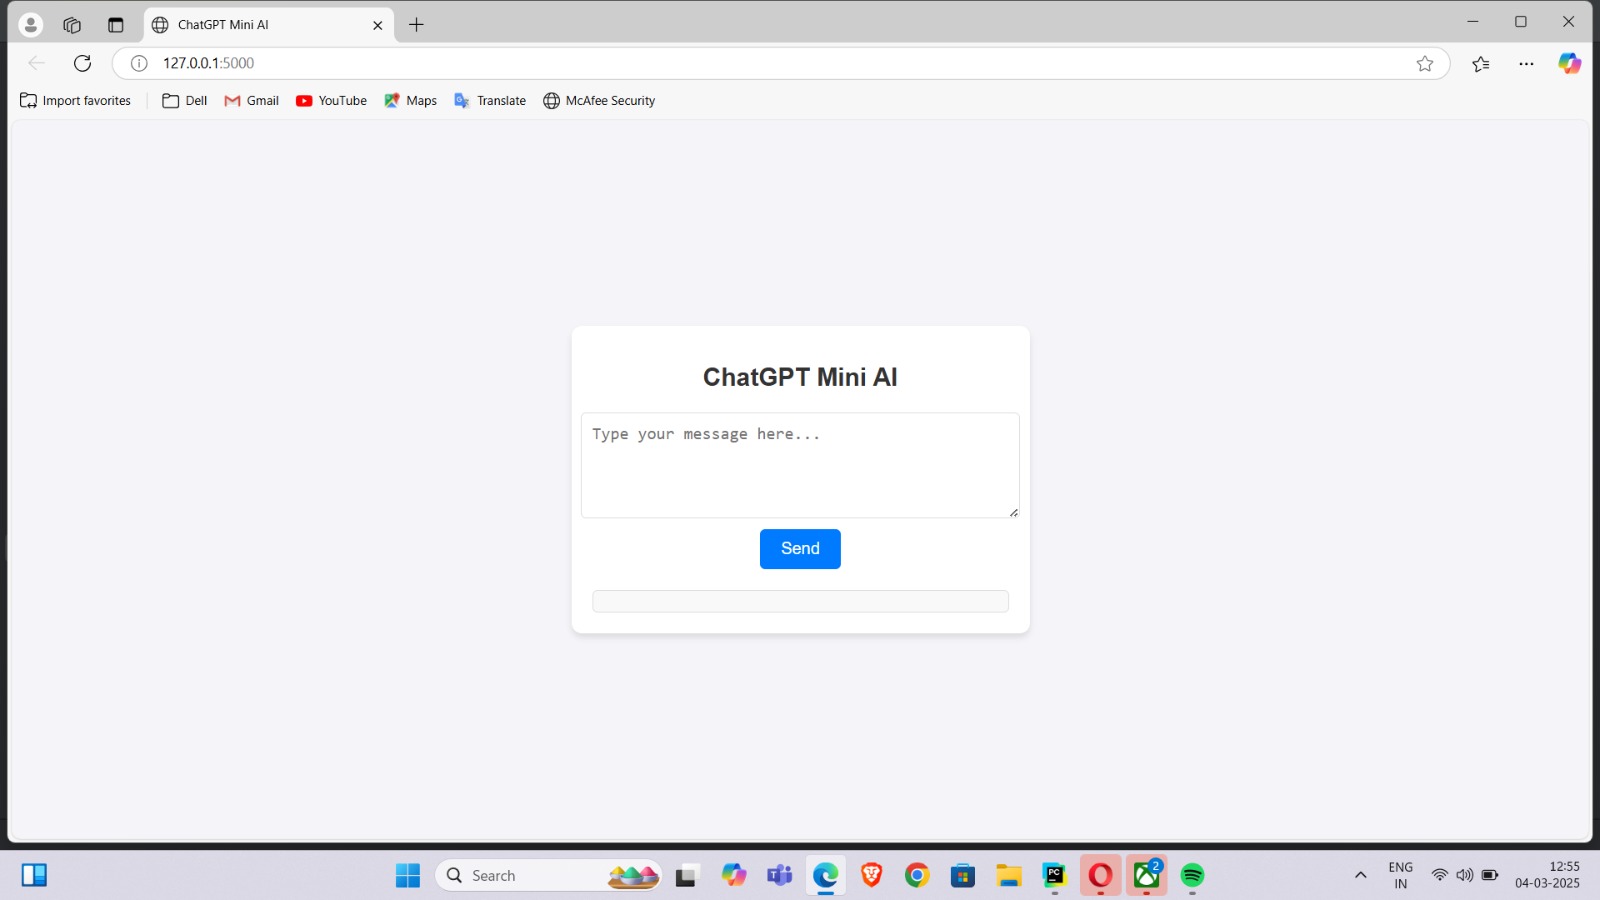 ChatGPT Mini AI
127.0.0.1:5000
Import favorites
Dell
Gmail
YouTube
Maps
Translate
McAfee Security
ChatGPT Mini AI
Type your message here...
Send
Search
PC
2
ENG
IN
12:55
04-03-2025